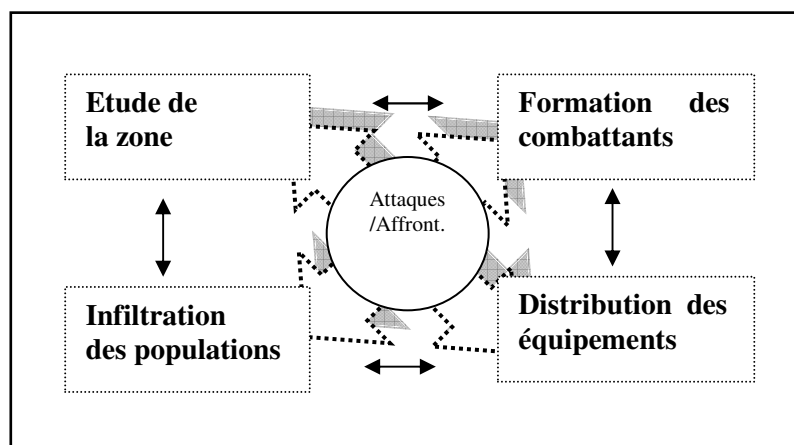 Etude de
la zone
Formation des
combattants
Attaques
/Affront.
Infiltration
des populations
Distribution des
équipements